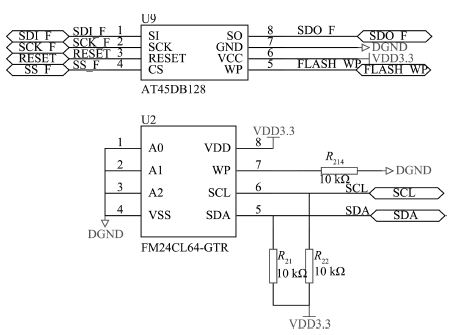 U9
SDI_F SDI_F 1 SI SO 8 SDO_F SDO_F
SCK_F SCK_F 2 SCK GND 7 DGND
RESET RESET 3 RESET VCC 6 VDD3.3
SS_F SS_F 4 CS WP 5 FLASH_WP FLASH_WP
AT45DB128
U2
VDD3.3
1 A0 VDD 8
2 A1 WP 7 R214 DGND
10 kΩ
3 A2 SCL 6 SCL SCL
4 VSS SDA 5 SDA SDA
DGND
FM24CL64-GTR
R21 R22
10 kΩ 10 kΩ
VDD3.3